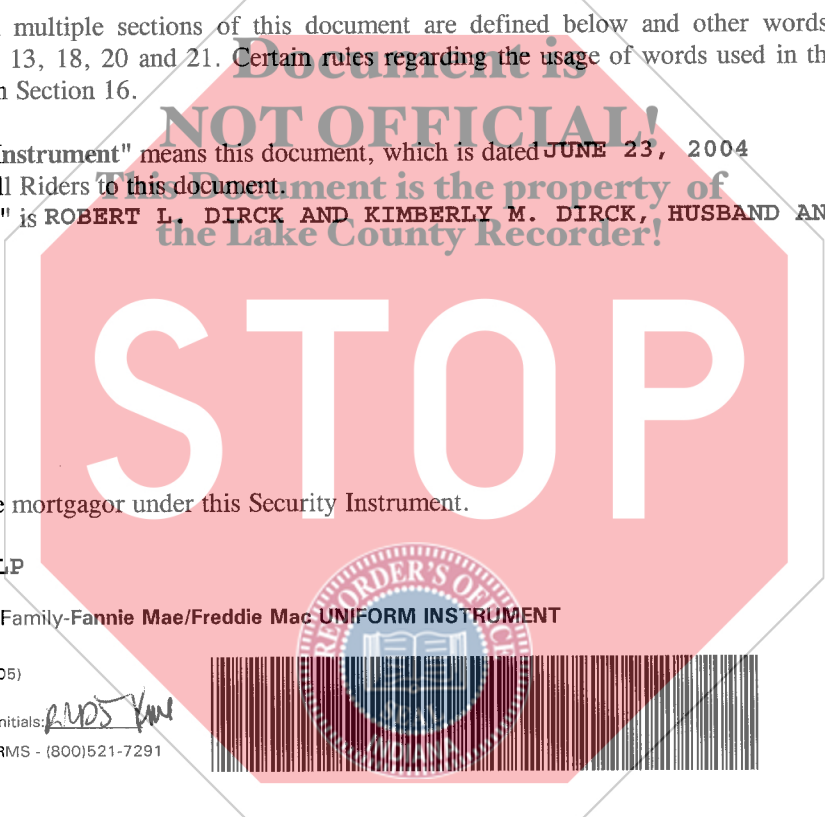 multiple sections of this document are defined below and other words
13, 18, 20 and 21. Certain rules regarding the usage of words used in th
n Section 16.
Document is
NOT OFFICIAL!
This Document is the property of
the Lake County Recorder!
Instrument" means this document, which is dated JUNE 23, 2004
ll Riders to this document.
" is ROBERT L. DIRCK AND KIMBERLY M. DIRCK, HUSBAND AN
STOP
e mortgagor under this Security Instrument.
LP
Family-Fannie Mae/Freddie Mac UNIFORM INSTRUMENT
RECORDER'S OFFICE
SEAL
INDIANA
05)
nitials:
RMS - (800)521-7291